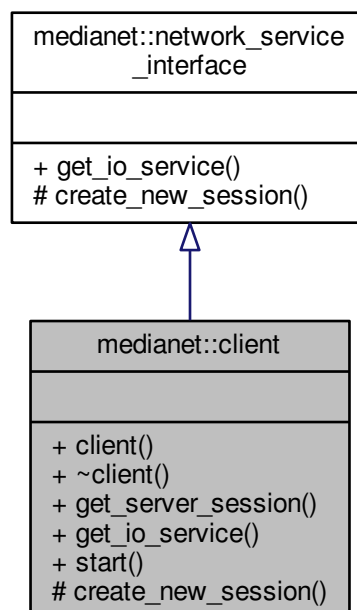 medianet::network_service
_interface
+ get_io_service()
# create_new_session()
medianet::client
+ client()
+ ~client()
+ get_server_session()
+ get_io_service()
+ start()
# create_new_session()